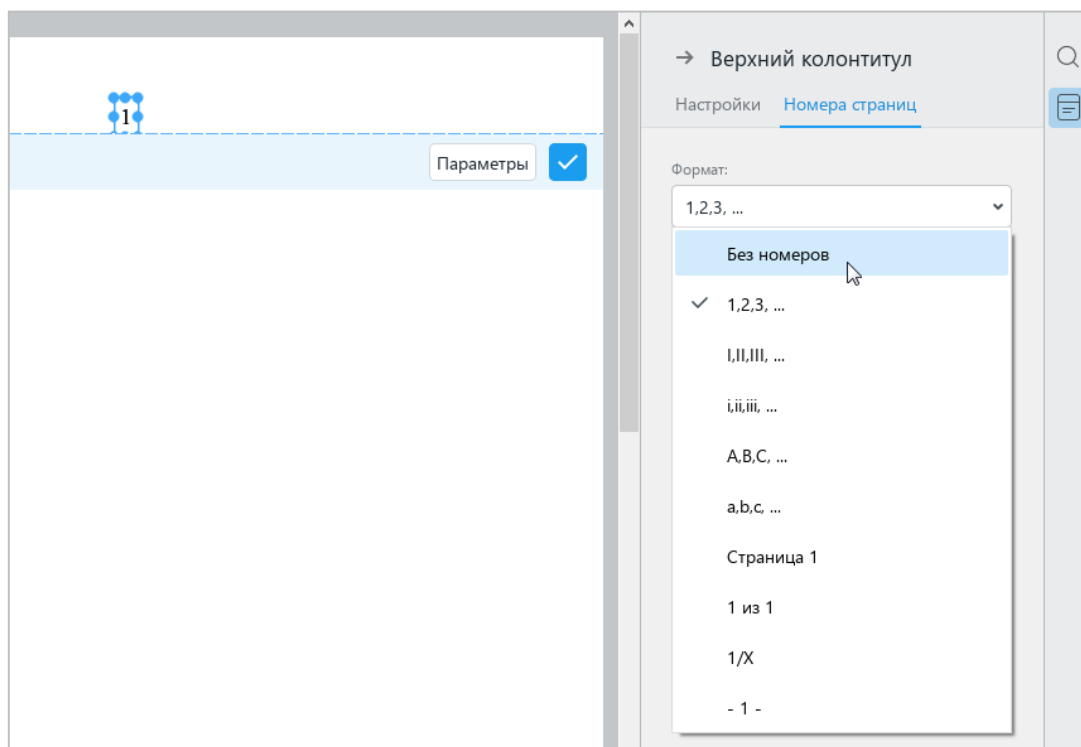 1
Параметры
Верхний колонтитул
Настройки Номера страниц
Формат:
1,2,3, ...
Без номеров
1,2,3, ...
I,II,III, ...
i,ii,iii, ...
A,B,C, ...
a,b,c, ...
Страница 1
1 из 1
1/X
- 1 -